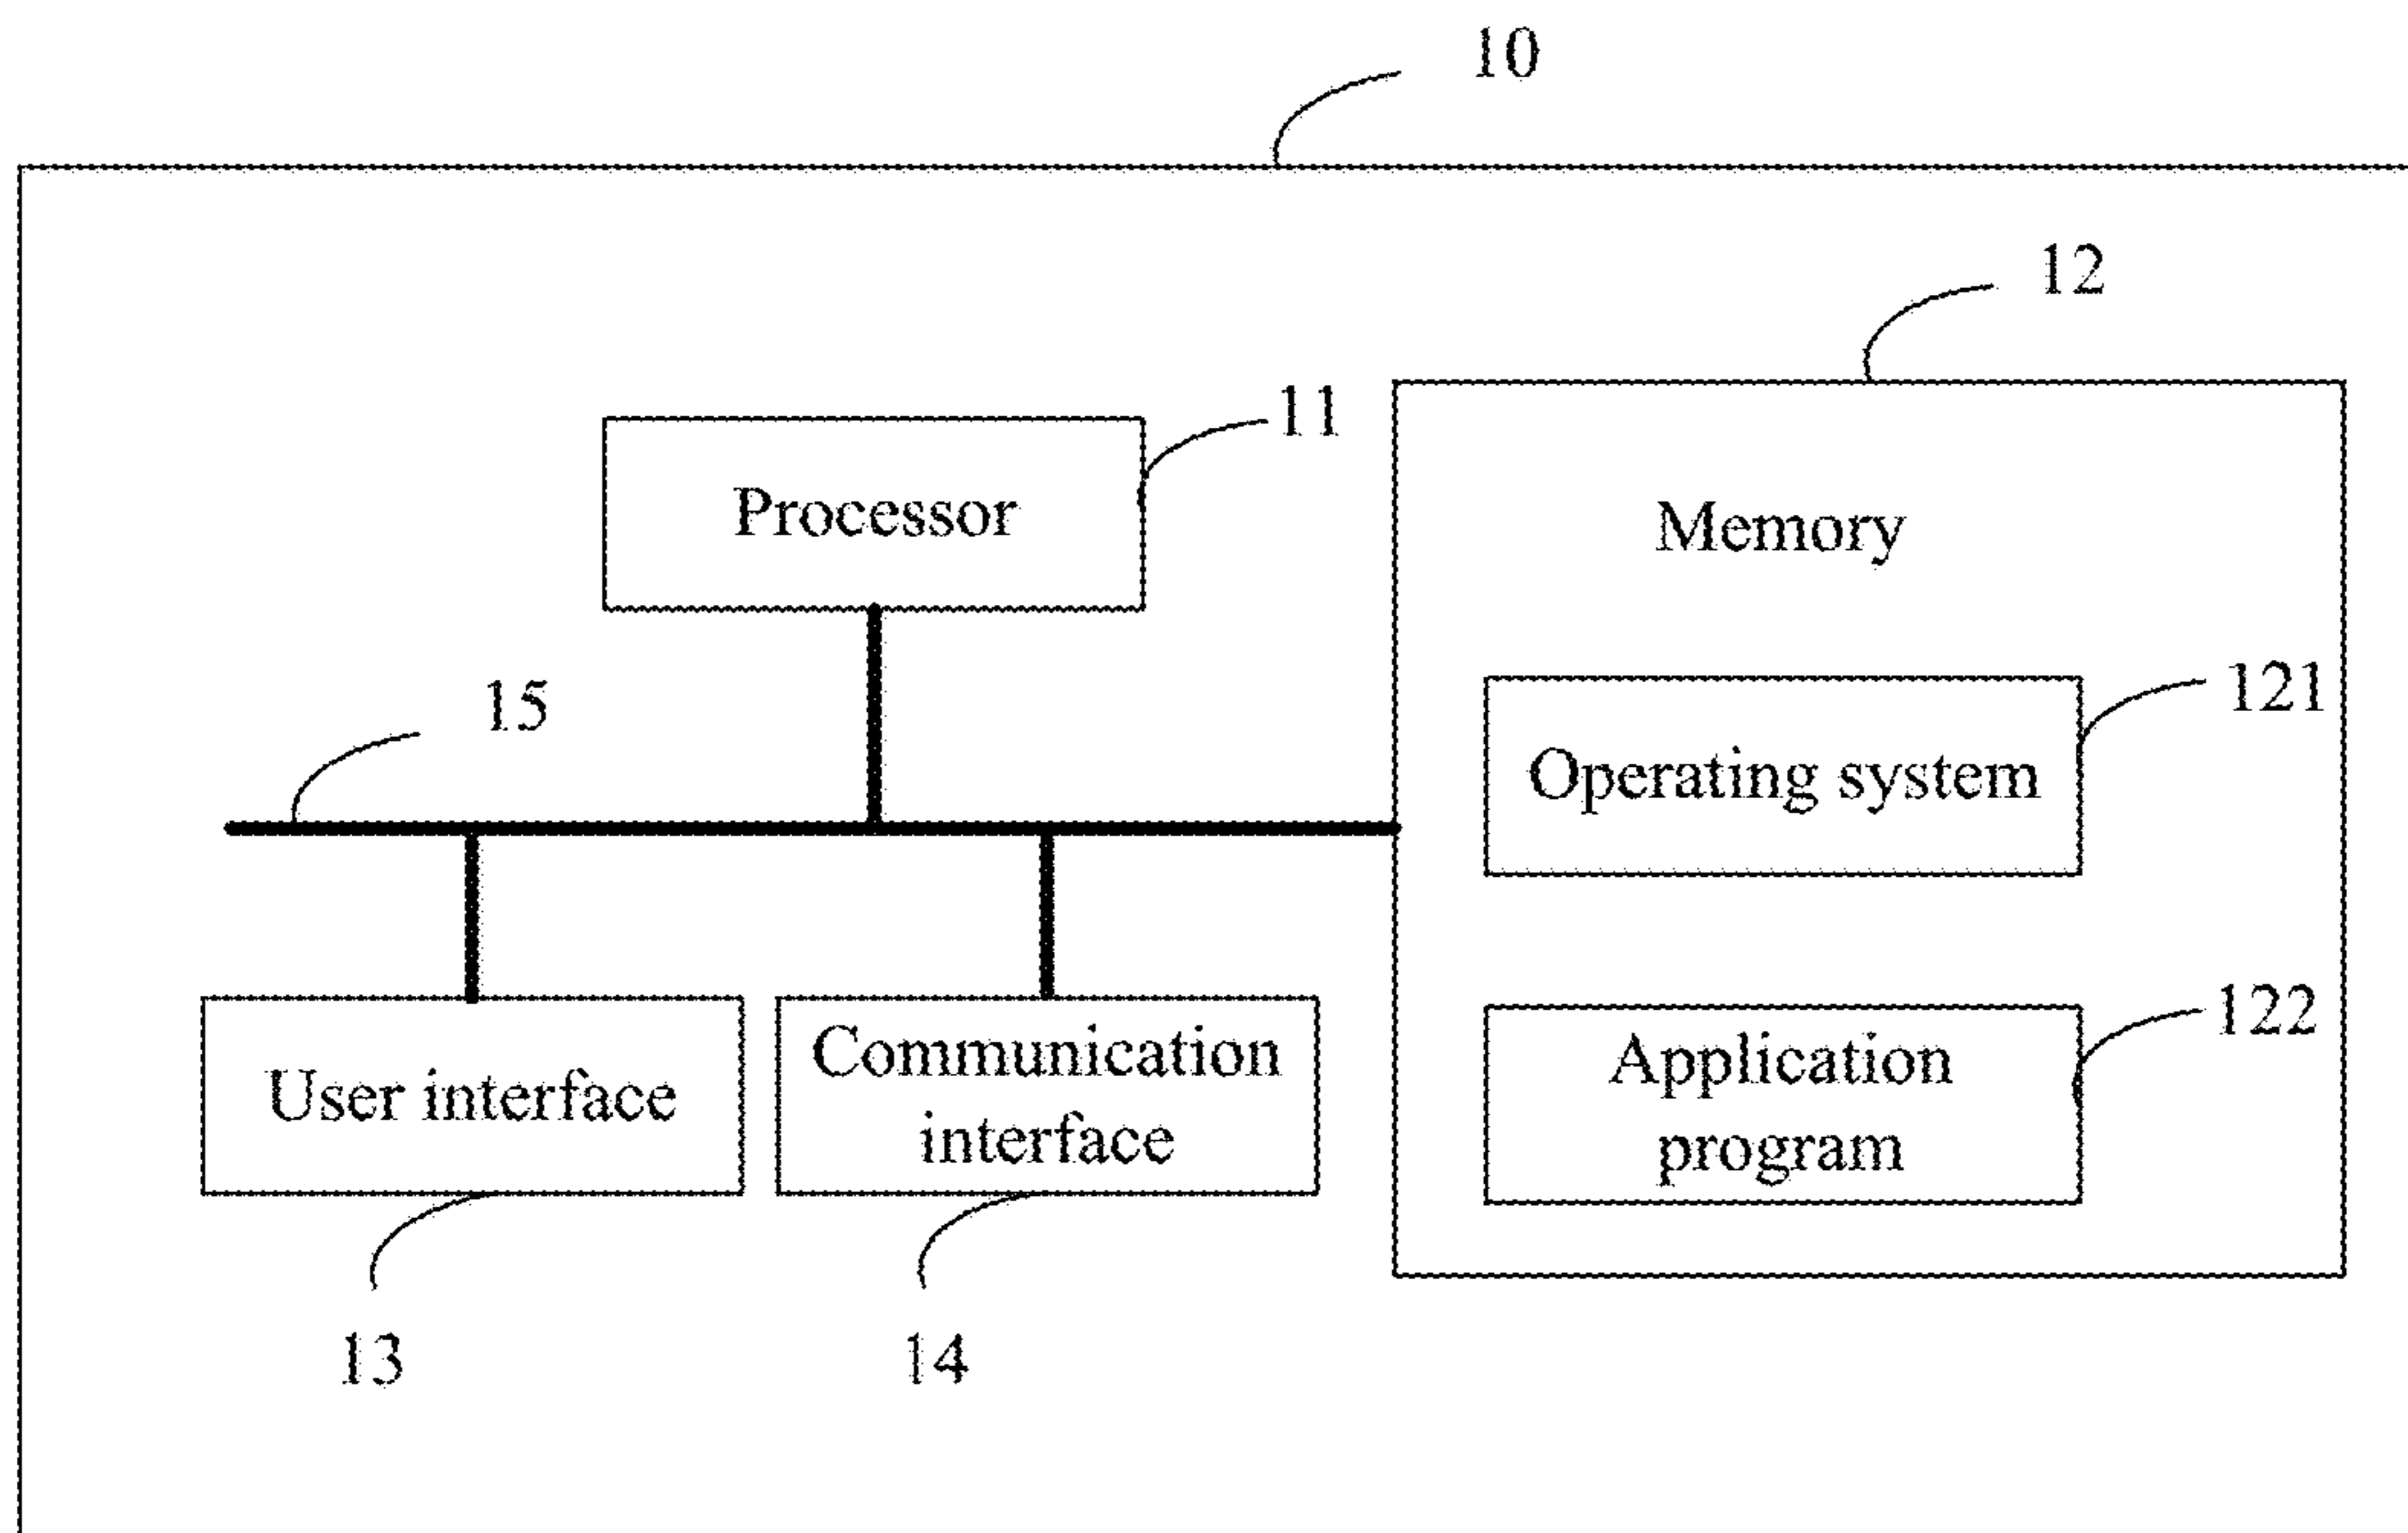 10
12
11
Processor
Memory
15
121
Operating system
122
User interface
Communication
interface
Application
program
13
14